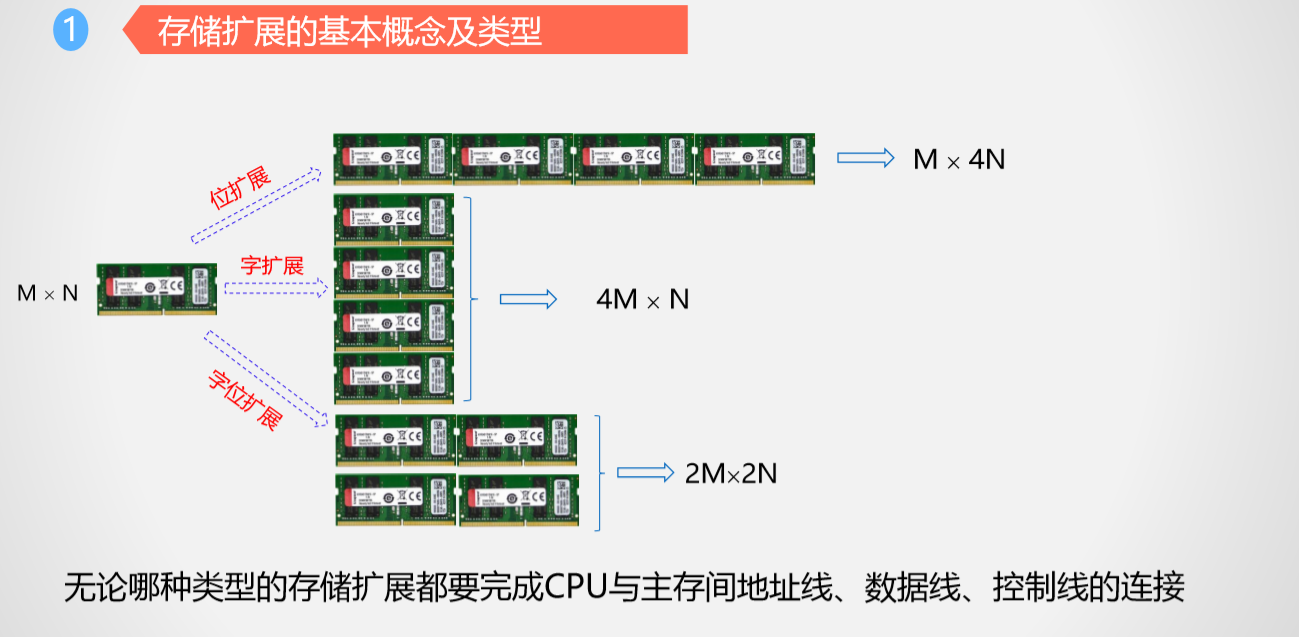 1 存储扩展的基本概念及类型
M × 4N
位扩展
字扩展
M × N
4M × N
字位扩展
2M×2N
无论哪种类型的存储扩展都要完成CPU与主存间地址线、数据线、控制线的连接